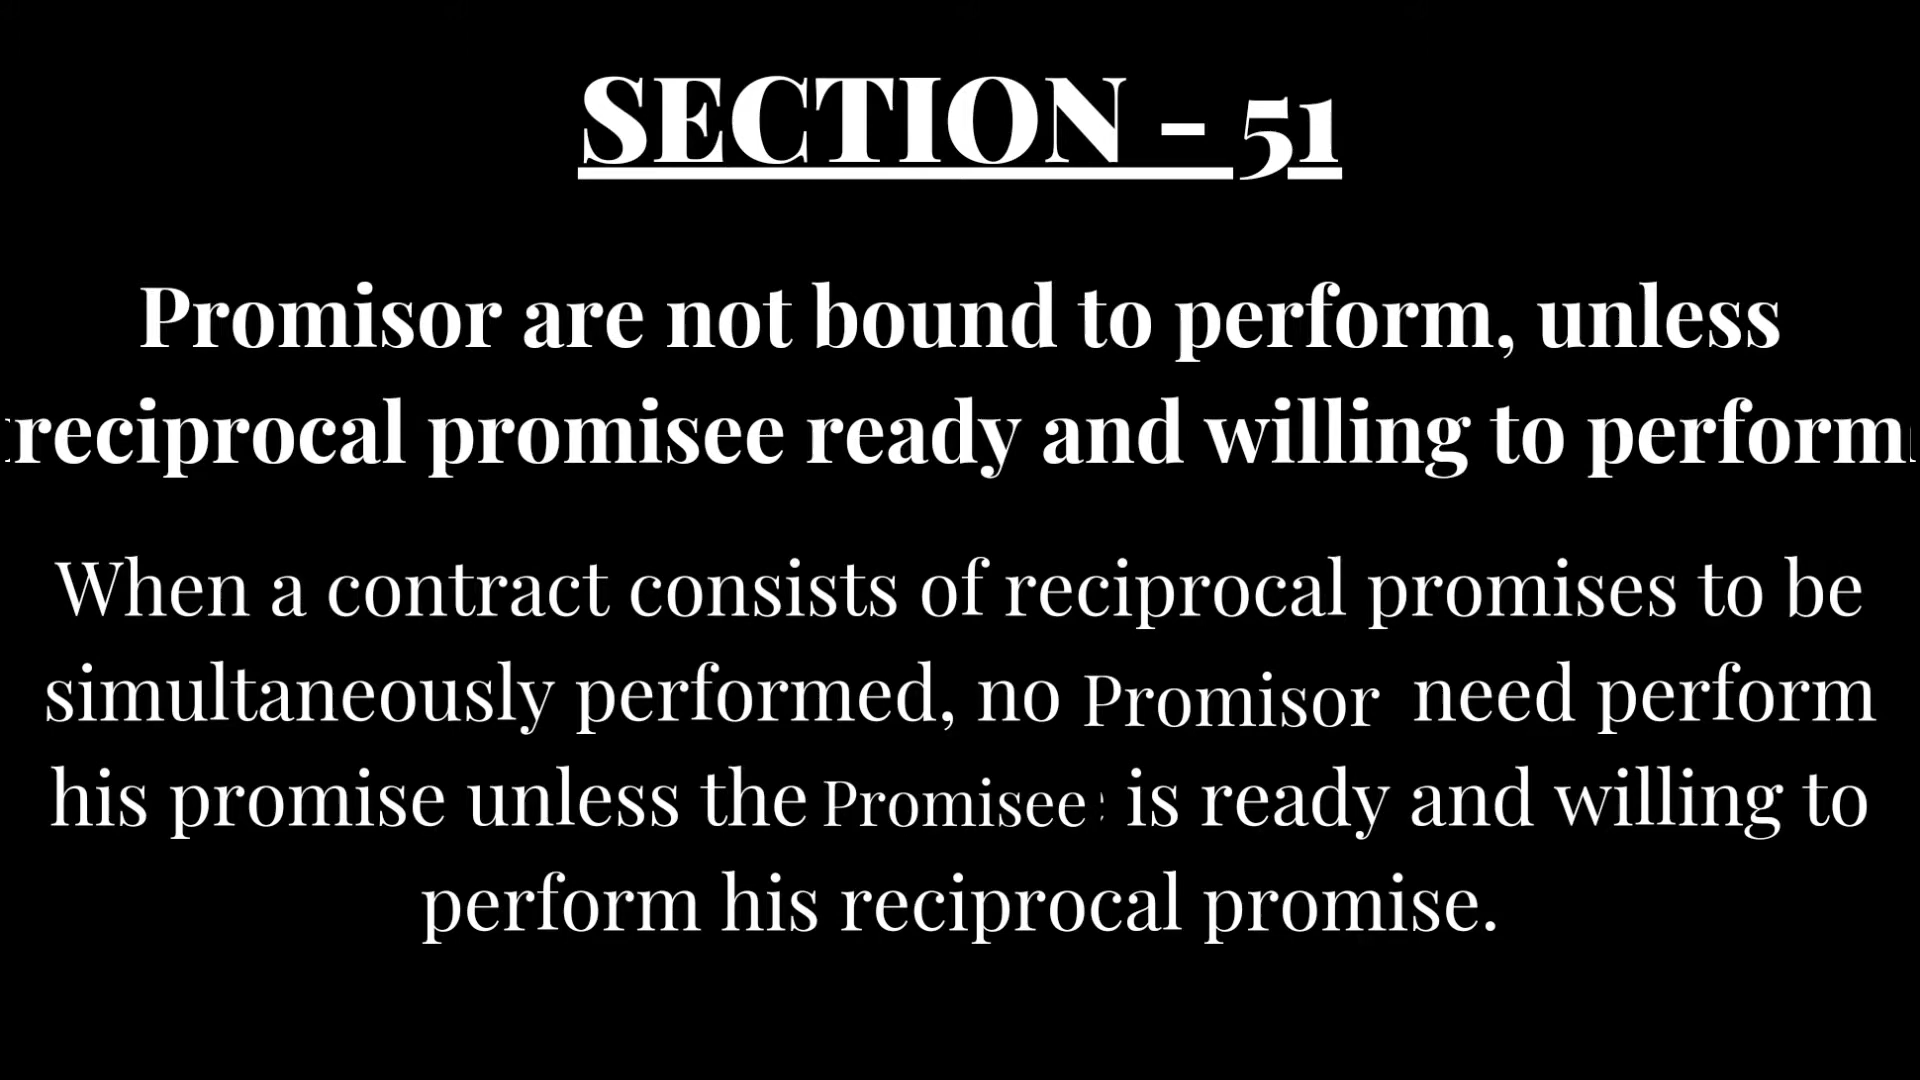 SECTION - 51
Promisor are not bound to perform, unless
reciprocal promisee ready and willing to perform
When a contract consists of reciprocal promises to be
simultaneously performed, no Promisor need perform
his promise unless the Promisee : is ready and willing to
perform his reciprocal promise.